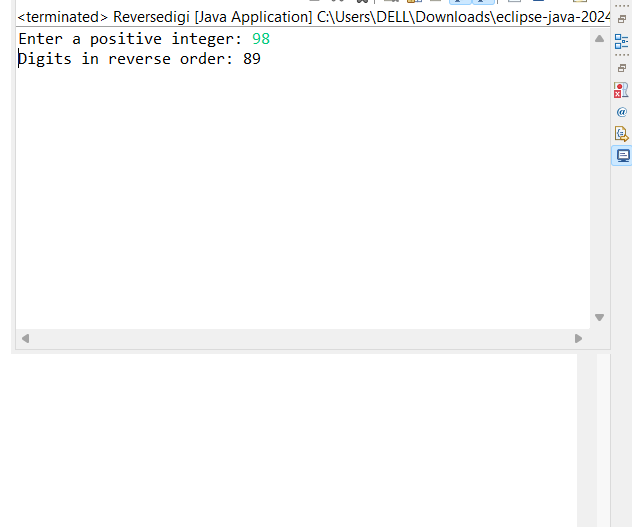 <terminated> Reversedigi [Java Application] C:\Users\DELL\Downloads\eclipse-java-2024
Enter a positive integer: 98
Digits in reverse order: 89